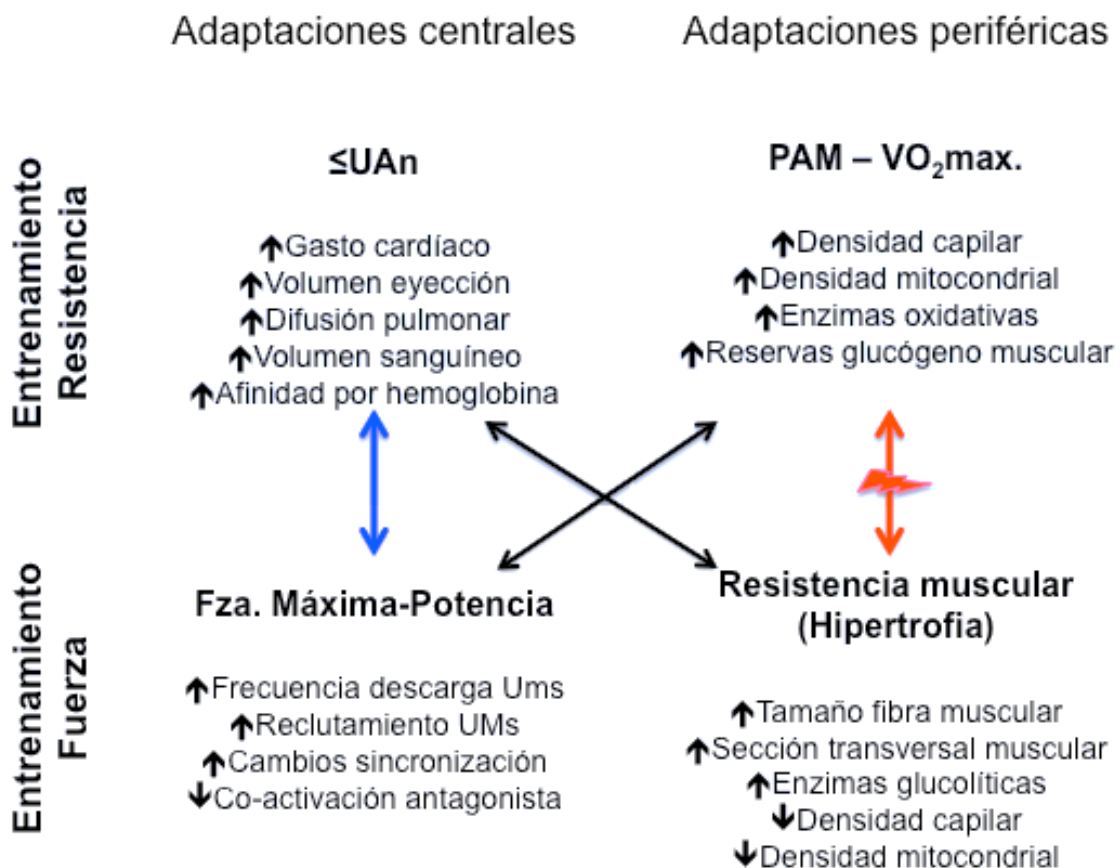 Adaptaciones centrales
Adaptaciones periféricas
Entrenamiento
Resistencia
≤UAn
↑Gasto cardíaco
↑Volumen eyección
↑Difusión pulmonar
↑Volumen sanguíneo
↑Afinidad por hemoglobina
PAM – VO₂max.
↑Densidad capilar
↑Densidad mitocondrial
↑Enzimas oxidativas
↑Reservas glucógeno muscular
Entrenamiento
Fuerza
Fza. Máxima-Potencia
↑Frecuencia descarga Ums
↑Reclutamiento UMs
↑Cambios sincronización
↓Co-activación antagonista
Resistencia muscular
(Hipertrofia)
↑Tamaño fibra muscular
↑Sección transversal muscular
↑Enzimas glucolíticas
↓Densidad capilar
↓Densidad mitocondrial